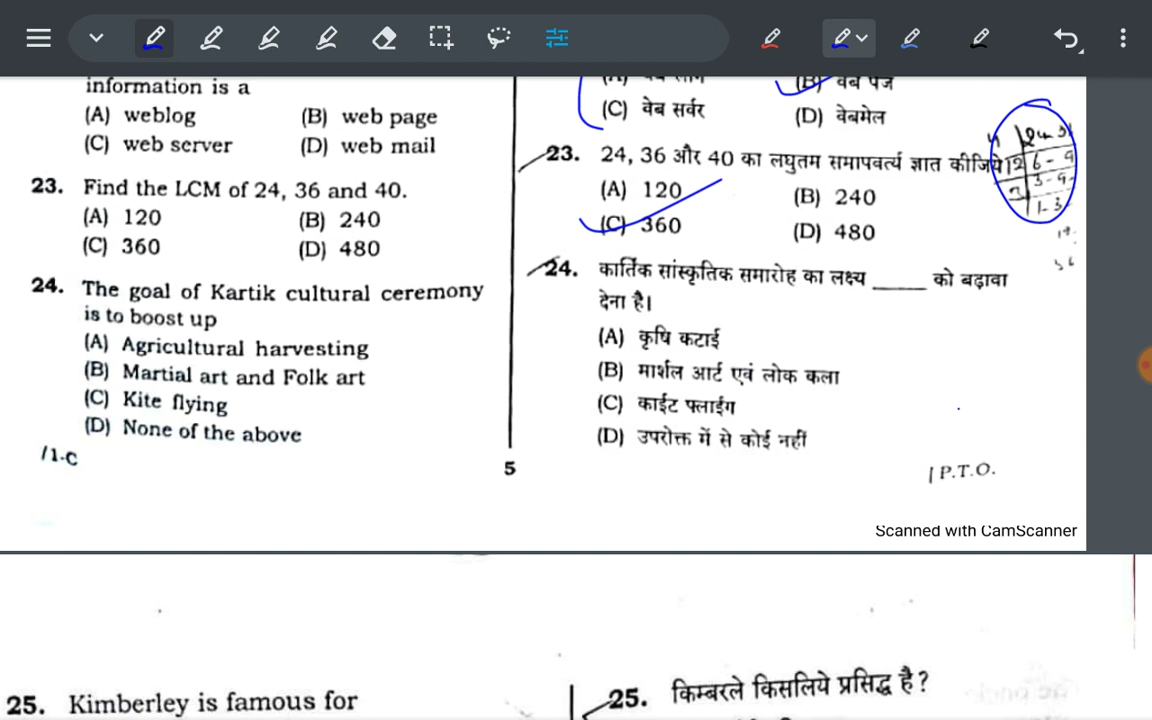 information is a
(A) weblog (B) web page
(C) web server (D) web mail
23. Find the LCM of 24, 36 and 40.
(A) 120 (B) 240
(C) 360 (D) 480
24. The goal of Kartik cultural ceremony
is to boost up
(A) Agricultural harvesting
(B) Martial art and Folk art
(C) Kite flying
(D) None of the above
/1-C
(B) वेब पेज
(C) वेब सर्वर (D) वेबमेल
23. 24, 36 और 40 का लघुतम समापवर्त्य ज्ञात कीजिये
(A) 120 (B) 240
(C) 360 (D) 480
24. कार्तिक सांस्कृतिक समारोह का लक्ष्य _____ को बढ़ावा
देना है।
(A) कृषि कटाई
(B) मार्शल आर्ट एवं लोक कला
(C) काईट फ्लाईंग
(D) उपरोक्त में से कोई नहीं
5
[ P.T.O.
Scanned with CamScanner
25. Kimberley is famous for
25. किम्बरले किसलिये प्रसिद्ध है?